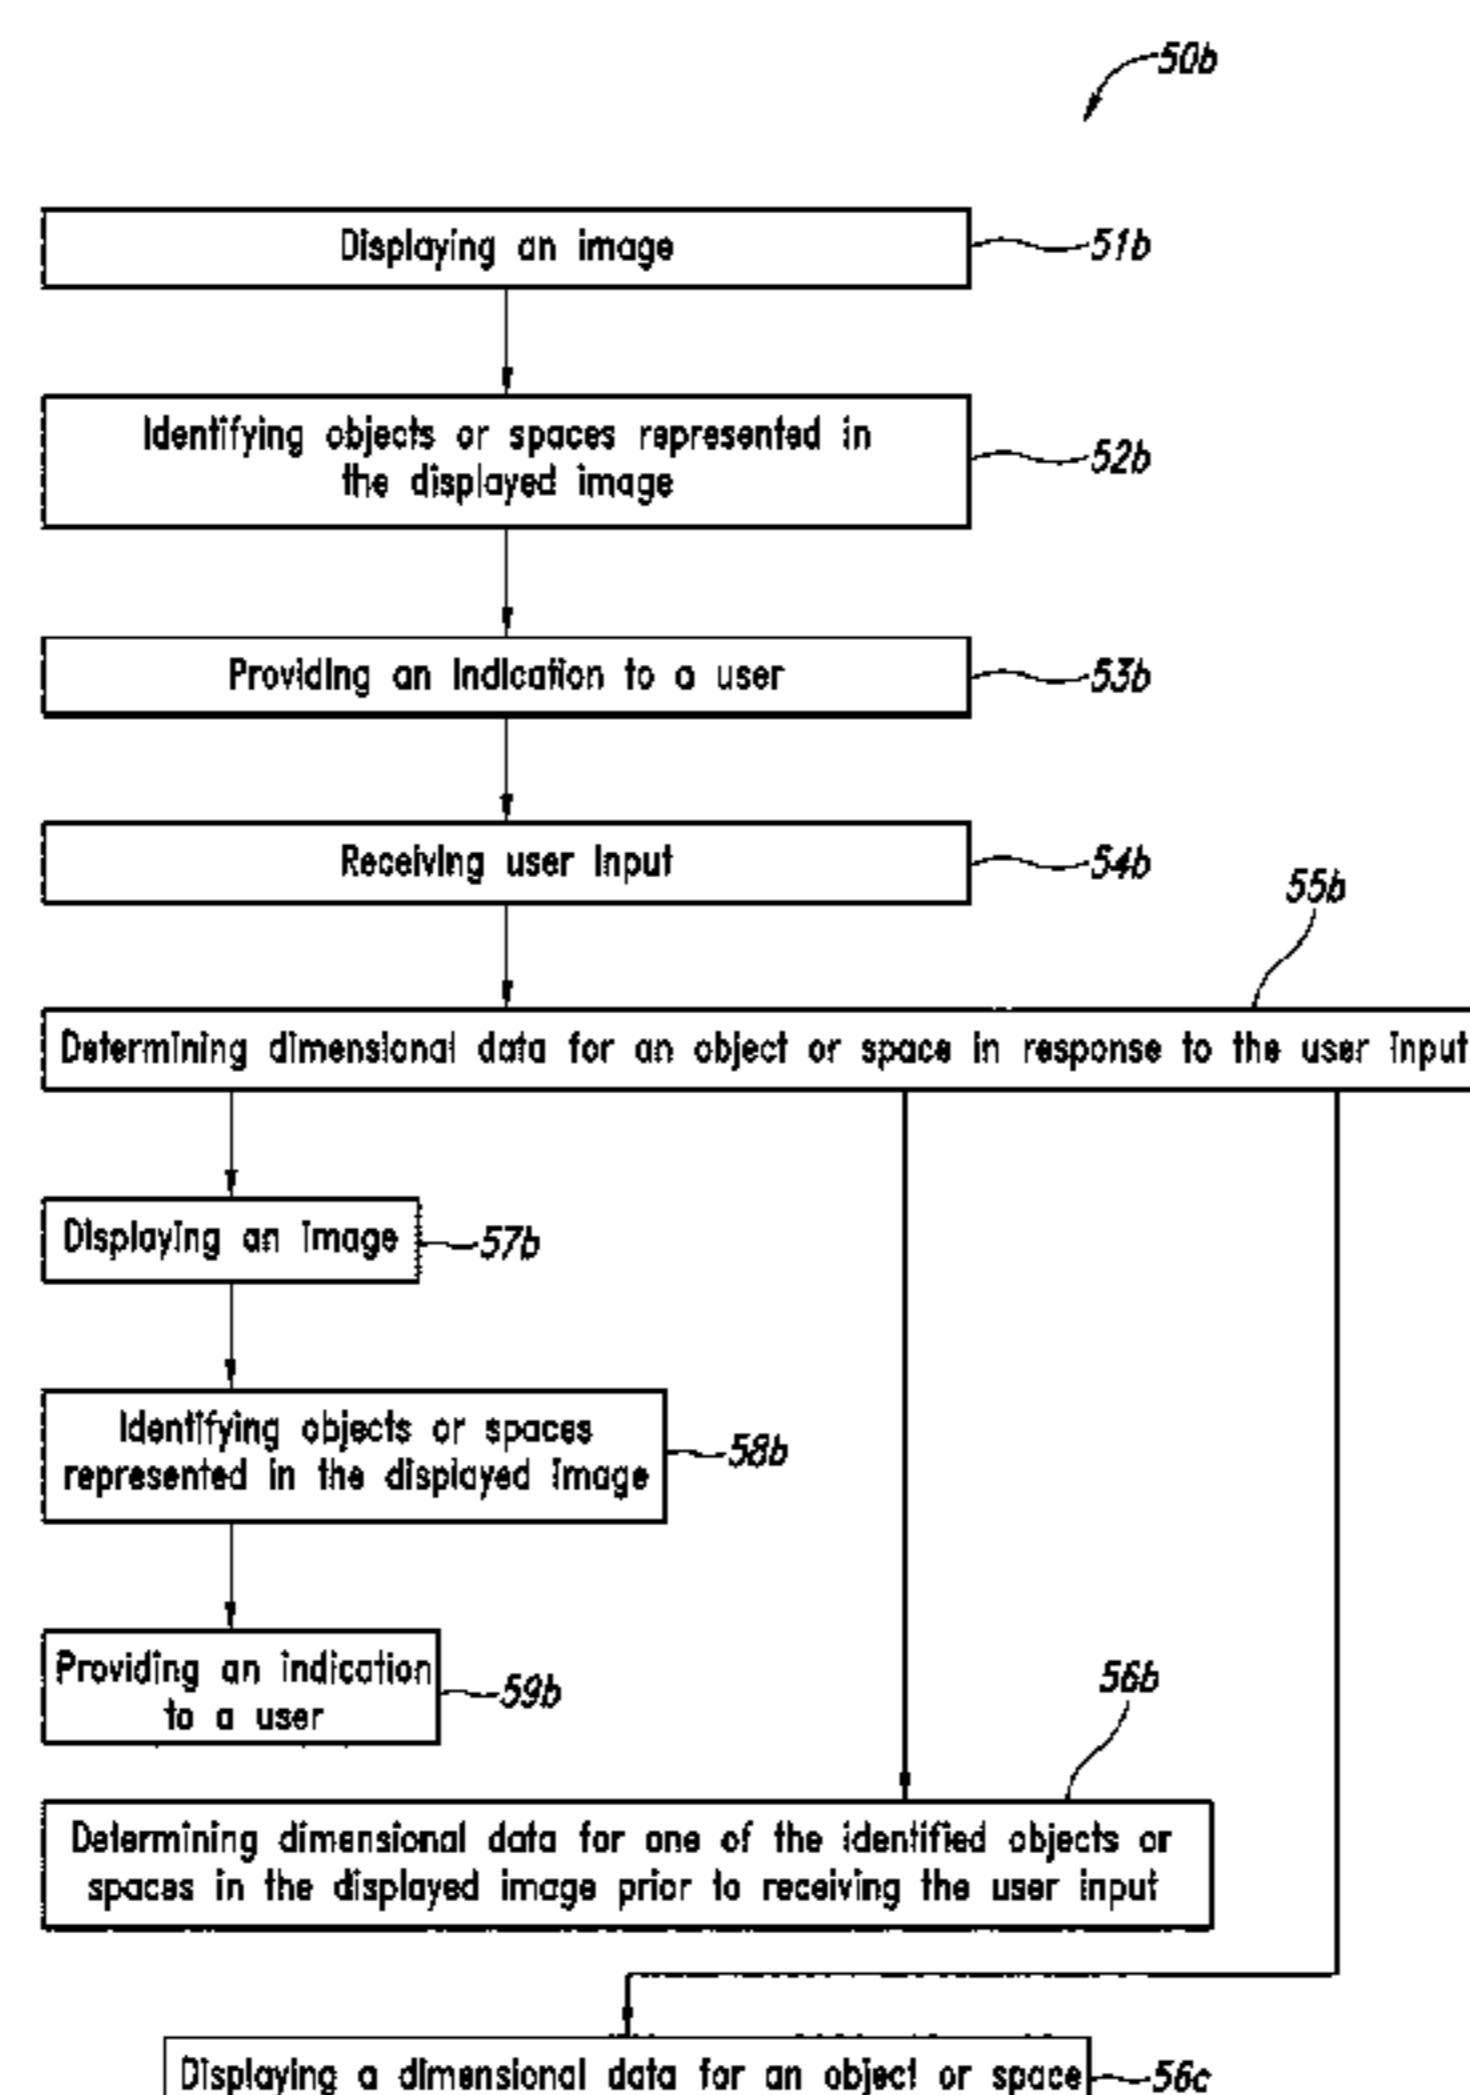 50b
Displaying an image
51b
Identifying objects or spaces represented in
the displayed image
52b
Providing an indication to a user
53b
Receiving user input
54b
55b
Determining dimensional data for an object or space in response to the user input
Displaying an image
57b
Identifying objects or spaces
represented in the displayed image
58b
Providing an indication
to a user
59b
56b
Determining dimensional data for one of the identified objects or
spaces in the displayed image prior to receiving the user input
Displaying a dimensional data for an object or space
56c